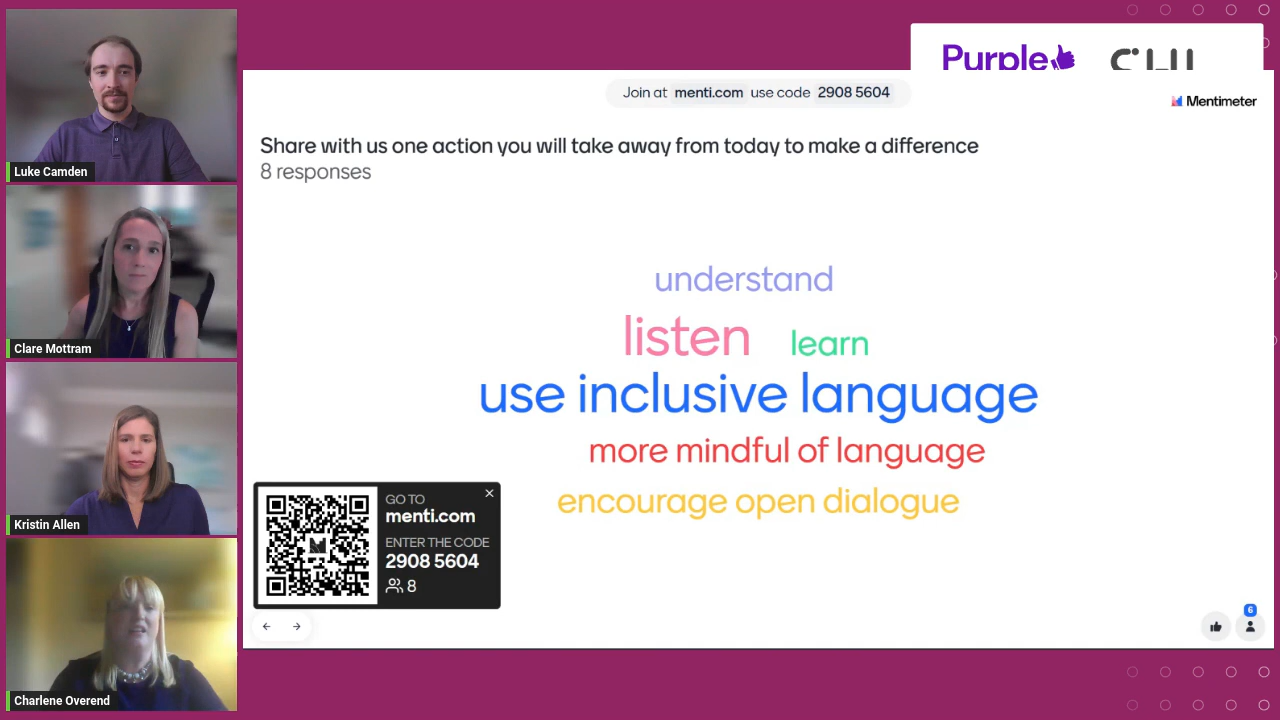 Luke Camden
Clare Mottram
Kristin Allen
Charlene Overend
Purple
Join at menti.com use code 2908 5604
Mentimeter
Share with us one action you will take away from today to make a difference
8 responses
understand
listen learn
use inclusive language
more mindful of language
encourage open dialogue
GO TO
menti.com
ENTER THE CODE
2908 5604
8
6